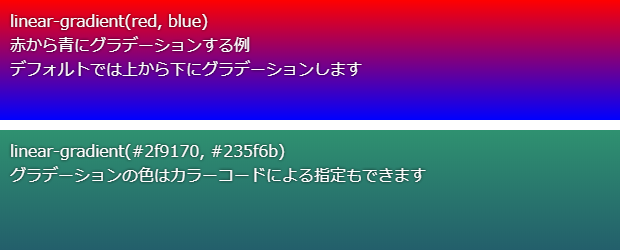 linear-gradient(red, blue)
赤から青にグラデーションする例
デフォルトでは上から下にグラデーションします
linear-gradient(#2f9170, #235f6b)
グラデーションの色はカラーコードによる指定もできます